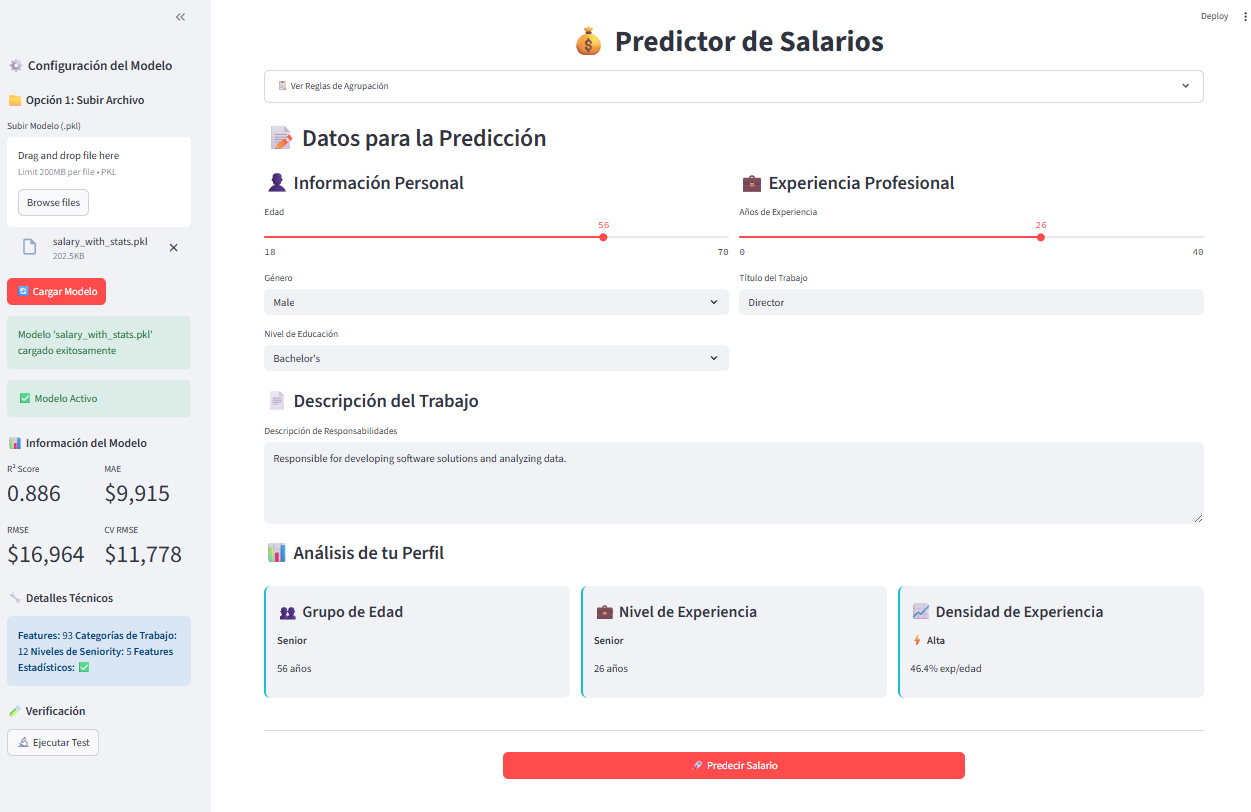 Deploy
Configuración del Modelo
Opción 1: Subir Archivo
Subir Modelo (.pkl)
Drag and drop file here
Limit 200MB per file • PKL
Browse files
salary_with_stats.pkl
202.5KB
Cargar Modelo
Modelo 'salary_with_stats.pkl'
cargado exitosamente
Modelo Activo
Información del Modelo
R² Score
MAE
0.886
$9,915
RMSE
CV RMSE
$16,964
$11,778
Detalles Técnicos
Features: 93 Categorías de Trabajo:
12 Niveles de Seniority: 5 Features
Estadísticos:
Verificación
Ejecutar Test
Predictor de Salarios
Ver Reglas de Agrupación
Datos para la Predicción
Información Personal
Edad
56
18
70
Género
Male
Nivel de Educación
Bachelor's
Experiencia Profesional
Años de Experiencia
26
0
40
Título del Trabajo
Director
Descripción del Trabajo
Descripción de Responsabilidades
Responsible for developing software solutions and analyzing data.
Análisis de tu Perfil
Grupo de Edad
Senior
56 años
Nivel de Experiencia
Senior
26 años
Densidad de Experiencia
Alta
46.4% exp/edad
Predecir Salario